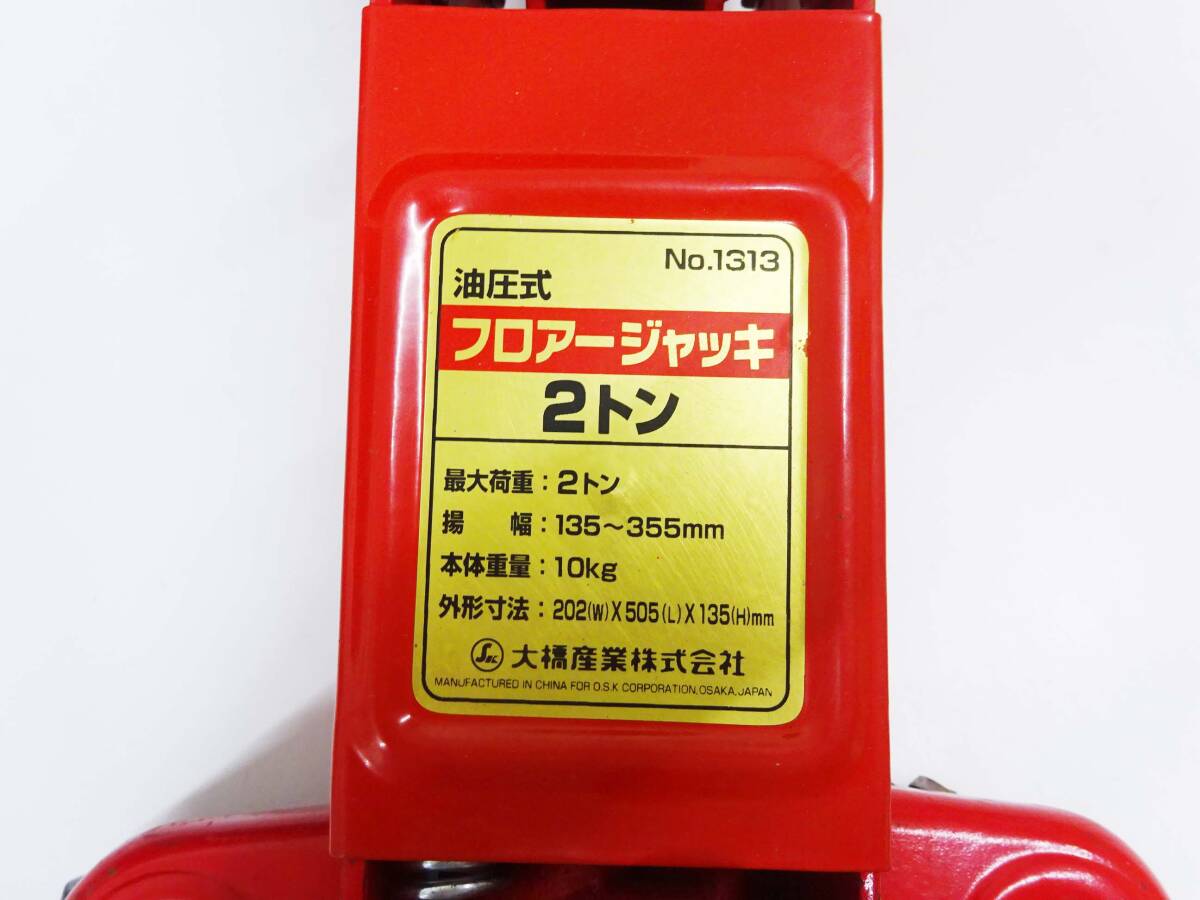 No.1313
油圧式
フロアージャッキ
2トン
最大荷重：2トン
揚　幅：135～355mm
本体重量：10kg
外形寸法：202(W)X505(L)X135(H)mm
大橋産業株式会社
MANUFACTURED IN CHINA FOR O.S.K CORPORATION,OSAKA,JAPAN